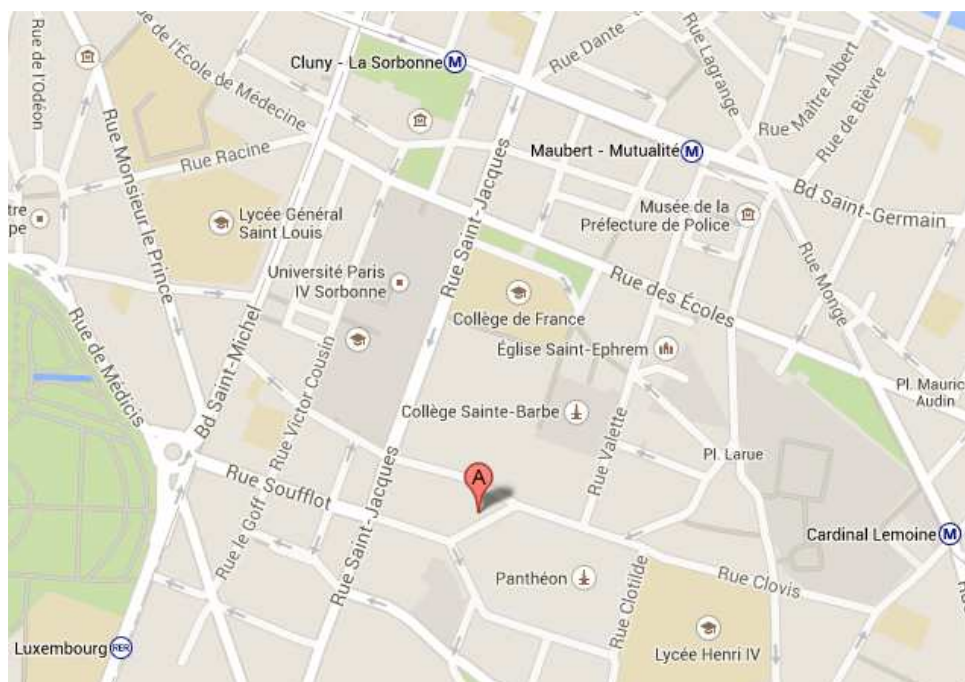 Rue de l'Odéon
Rue de l'École de Médecine
Cluny - La Sorbonne
M
Rue Dante
Rue Lagrange
Rue Maître Albert
Rue de Bièvre
Rue Monsieur le Prince
Rue Racine
Maubert - Mutualité
M
Bd Saint-Germain
tre
pe
Lycée Général
Saint Louis
Rue Saint-Jacques
Musée de la
Préfecture de Police
Université Paris
IV Sorbonne
Rue des Écoles
Rue Monge
Collège de France
Rue de Médicis
Bd Saint-Michel
Rue Victor Cousin
Église Saint-Ephrem
Pl. Mauric
Audin
Collège Sainte-Barbe
Rue Valette
Pl. Larue
Rue Soufflot
A
Rue le Goff
Rue Saint-Jacques
Cardinal Lemoine
M
Panthéon
Rue Clotilde
Rue Clovis
Luxembourg
RER
Lycée Henri IV